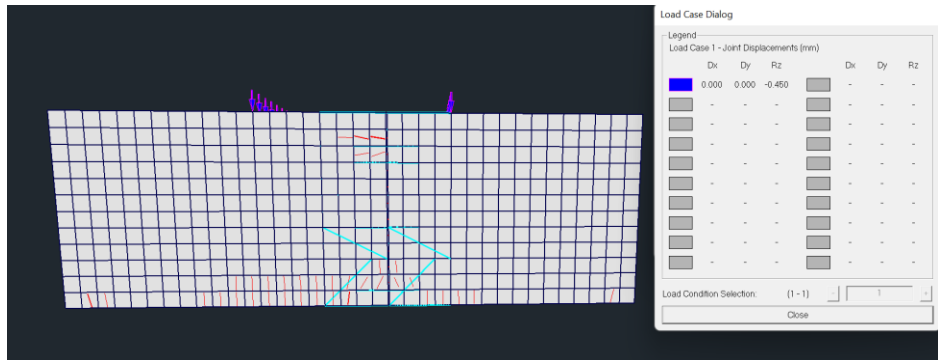 Load Case Dialog
Legend
Load Case 1 - Joint Displacements (mm)
Dx Dy Rz Dx Dy Rz
0.000 0.000 -0.450 - - -
- - - - - -
- - - - - -
- - - - - -
- - - - - -
- - - - - -
- - - - - -
- - - - - -
- - - - - -
- - - - - -
Load Condition Selection: (1 - 1) - 1 +
Close